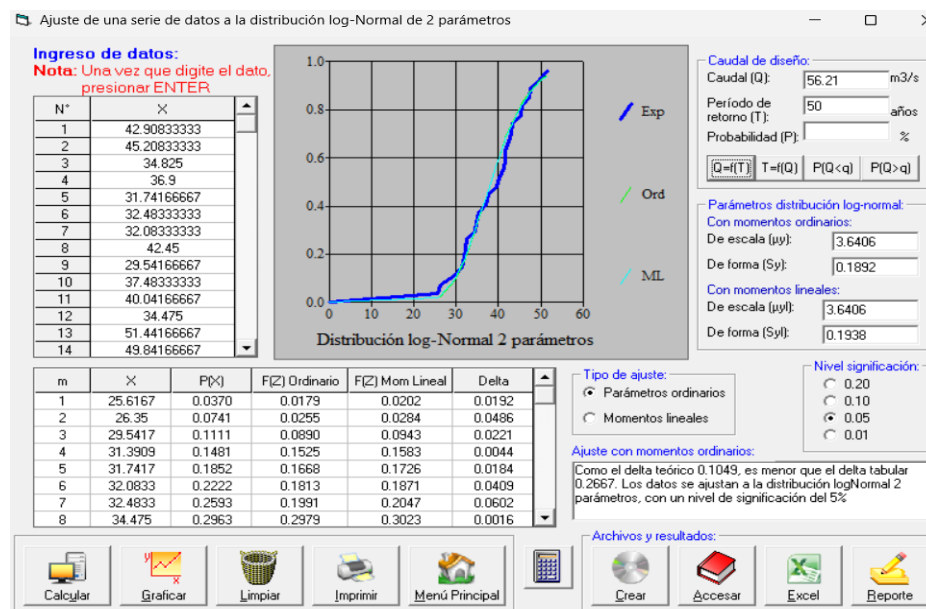 Ajuste de una serie de datos a la distribución log-Normal de 2 parámetros
Ingreso de datos:
Nota: Una vez que digite el dato,
presionar ENTER
N° X
1 42.90833333
2 45.20833333
3 34.825
4 36.9
5 31.74166667
6 32.48333333
7 32.08333333
8 42.45
9 29.54166667
10 37.48333333
11 40.04166667
12 34.475
13 51.44166667
14 49.84166667
1.0
0.8
0.6
0.4
0.2
0.0
0 10 20 30 40 50 60
Distribución log-Normal 2 parámetros
Exp
Ord
ML
Caudal de diseño:
Caudal (Q): 56.21 m3/s
Período de
retorno (T): 50 años
Probabilidad (P): %
Q=f(T) T=f(Q) P(Q<q) P(Q>q)
Parámetros distribución log-normal:
Con momentos ordinarios:
De escala (μy): 3.6406
De forma (Sy): 0.1892
Con momentos lineales:
De escala (μyl): 3.6406
De forma (Syl): 0.1938
m X P(X) F(Z) Ordinario F(Z) Mom Lineal Delta
1 25.6167 0.0370 0.0179 0.0202 0.0192
2 26.35 0.0741 0.0255 0.0284 0.0486
3 29.5417 0.1111 0.0890 0.0943 0.0221
4 31.3909 0.1481 0.1525 0.1583 0.0044
5 31.7417 0.1852 0.1668 0.1726 0.0184
6 32.0833 0.2222 0.1813 0.1871 0.0409
7 32.4833 0.2593 0.1991 0.2047 0.0602
8 34.475 0.2963 0.2979 0.3023 0.0016
Tipo de ajuste:
Parámetros ordinarios
Momentos lineales
Nivel significación:
0.20
0.10
0.05
0.01
Ajuste con momentos ordinarios:
Como el delta teórico 0.1049, es menor que el delta tabular
0.2667. Los datos se ajustan a la distribución logNormal 2
parámetros, con un nivel de significación del 5%
Calcular
Graficar
Limpiar
Imprimir
Menú Principal
Archivos y resultados:
Crear
Accesar
Excel
Reporte